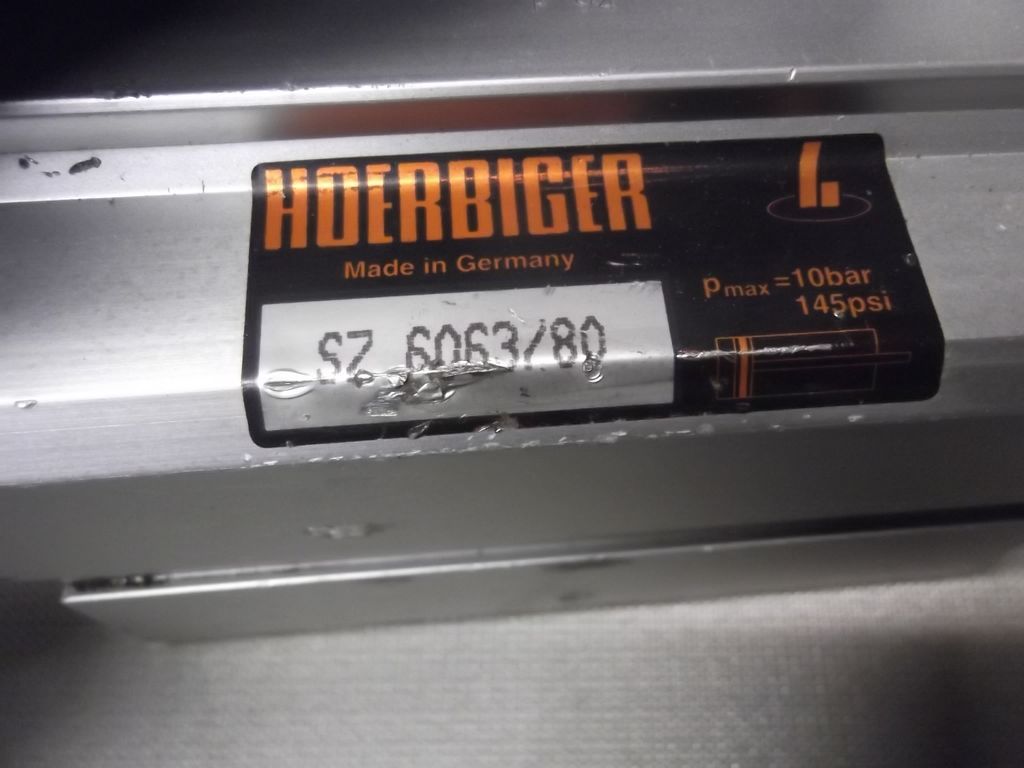 HOERBIGER
Made in Germany
SZ 6063/80
pmax=10bar
145psi